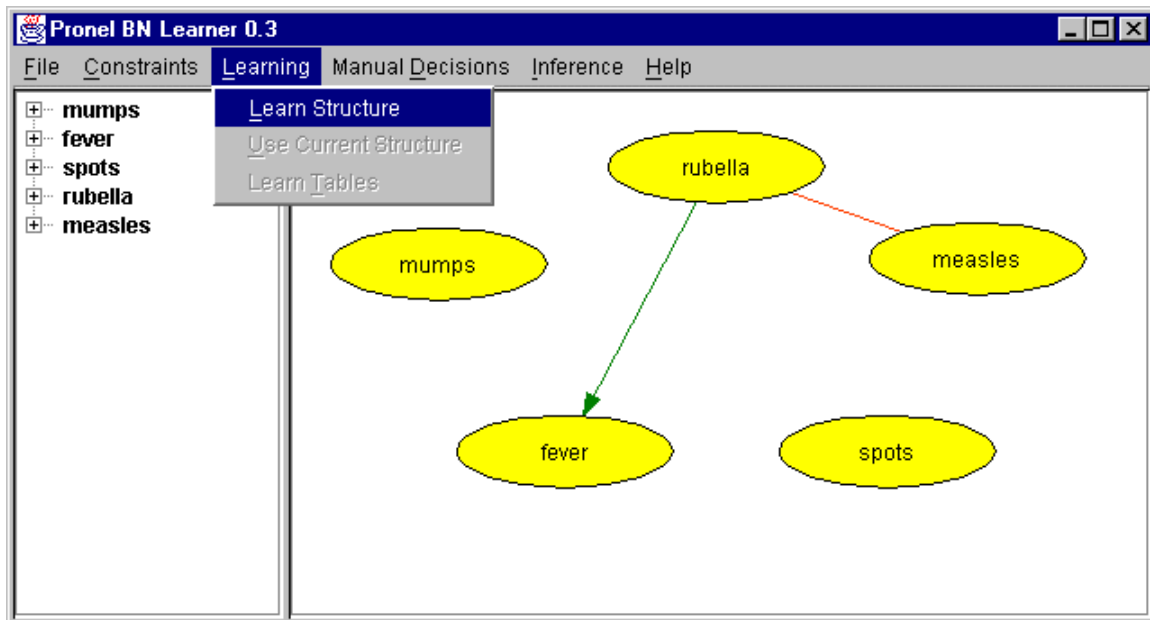 Pronel BN Learner 0.3
File Constraints Learning Manual Decisions Inference Help
Learn Structure
Use Current Structure
Learn Tables
mumps
fever
spots
rubella
measles
rubella
mumps
measles
fever
spots